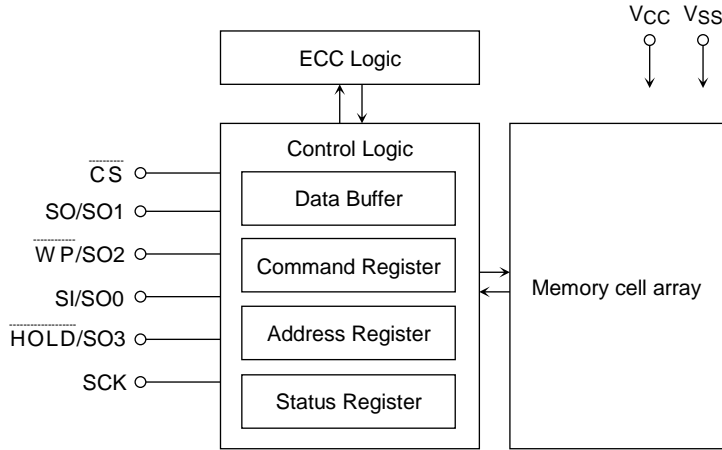 VCC VSS
ECC Logic
Control Logic
CS
Data Buffer
SO/SO1
WP/SO2
Command Register
SI/SO0
Memory cell array
HOLD/SO3
Address Register
SCK
Status Register